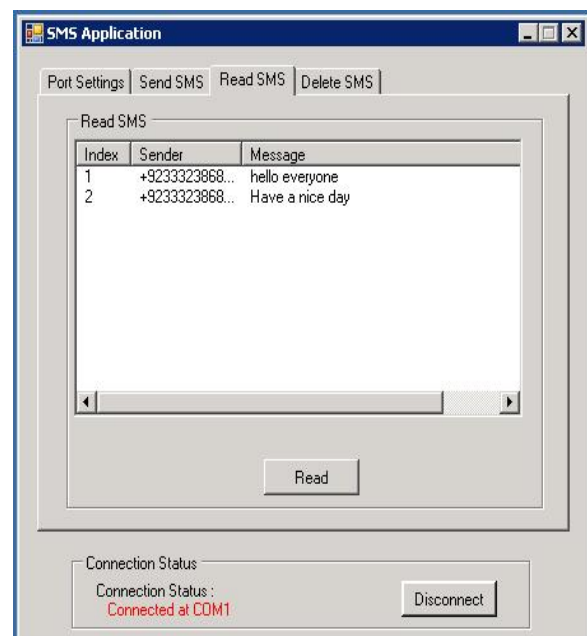 SMS Application
Port Settings Send SMS Read SMS Delete SMS
Read SMS
Index Sender Message
1 +9233323868... hello everyone
2 +9233323868... Have a nice day
Read
Connection Status
Connection Status :
Connected at COM1
Disconnect